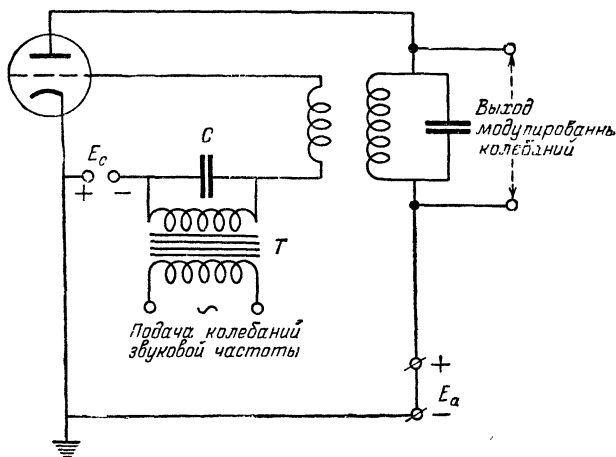 Выход
модулированны
колебаний
C
E_c
+ −
T
~
Подача колебаний
звуковой частоты
+
E_a
−